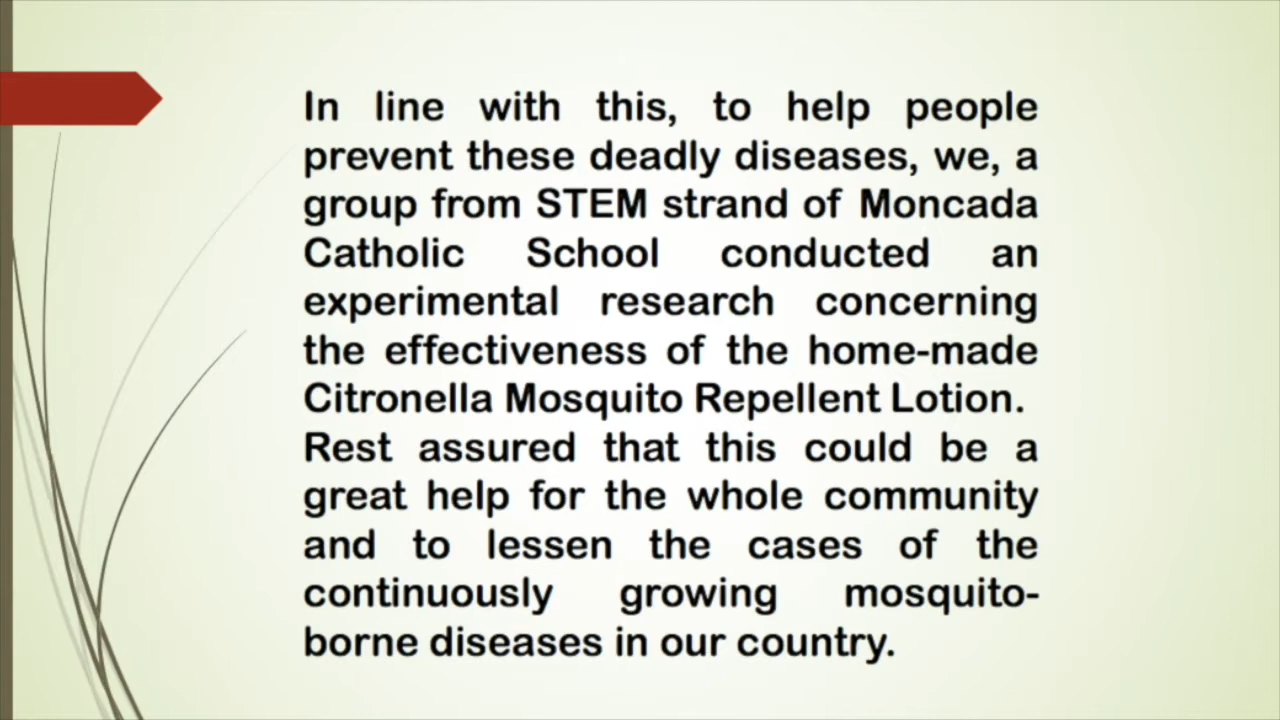 In line with this, to help people
prevent these deadly diseases, we, a
group from STEM strand of Moncada
Catholic School conducted an
experimental research concerning
the effectiveness of the home-made
Citronella Mosquito Repellent Lotion.
Rest assured that this could be a
great help for the whole community
and to lessen the cases of the
continuously growing mosquito-
borne diseases in our country.